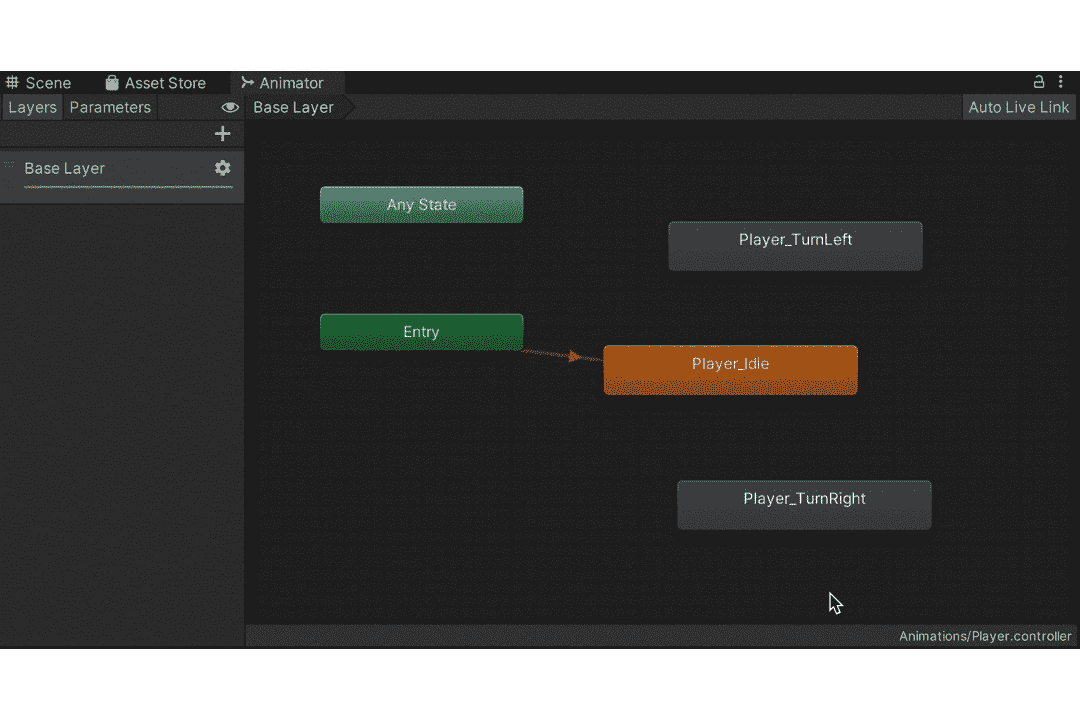 Scene Asset Store Animator
Layers Parameters Base Layer Auto Live Link
Base Layer
Any State
Player_TurnLeft
Entry
Player_Idle
Player_TurnRight
Animations/Player.controller